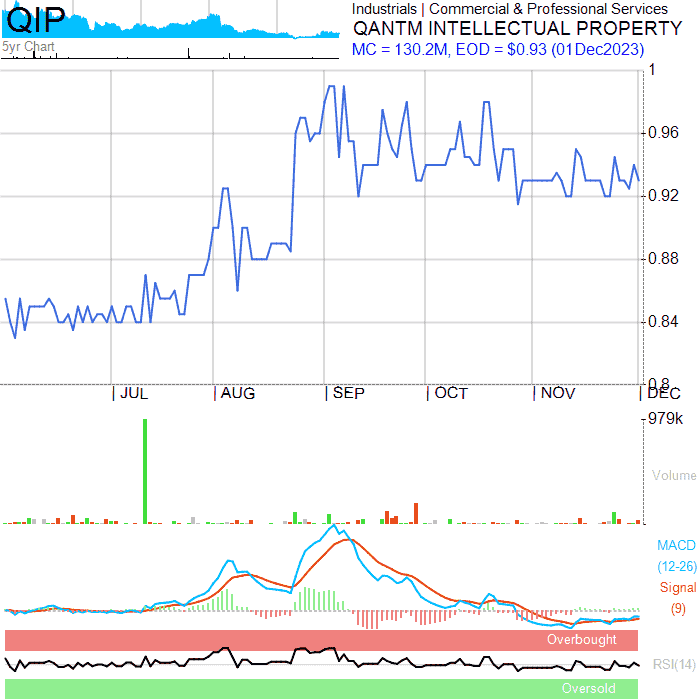 QIP
5yr Chart
Industrials | Commercial & Professional Services
QANTM INTELLECTUAL PROPERTY
MC = 130.2M, EOD = $0.93 (01Dec2023)
1
0.96
0.92
0.88
0.84
0.8
JUL
AUG
SEP
OCT
NOV
DEC
979k
Volume
MACD
(12-26)
Signal
(9)
Overbought
RSI(14)
Oversold